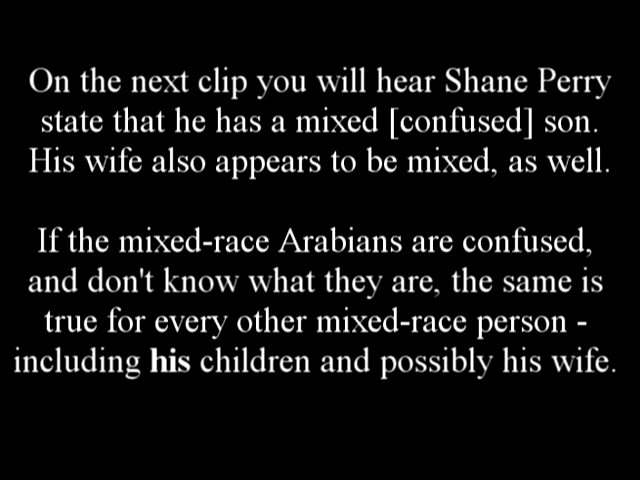 On the next clip you will hear Shane Perry
state that he has a mixed [confused] son.
His wife also appears to be mixed, as well.
If the mixed-race Arabians are confused,
and don't know what they are, the same is
true for every other mixed-race person -
including his children and possibly his wife.